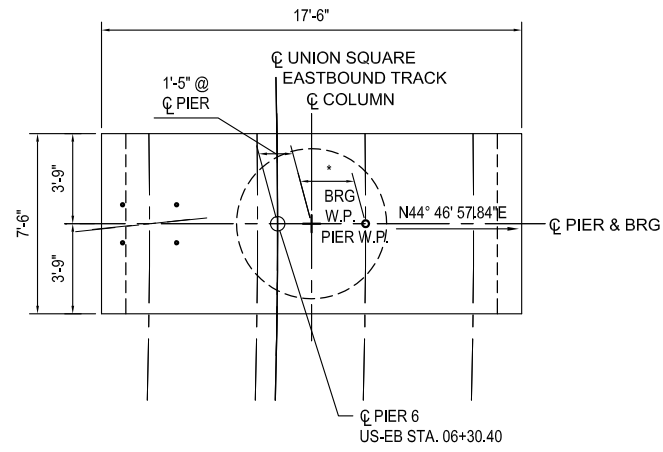 17'-6"
℄ UNION SQUARE
EASTBOUND TRACK
1'-5" @
℄ PIER
℄ COLUMN
3'-9"
7'-6"
3'-9"
*
BRG
W.P.
PIER W.P.
N44° 46' 57.84"E
℄ PIER & BRG
℄ PIER 6
US-EB STA. 06+30.40